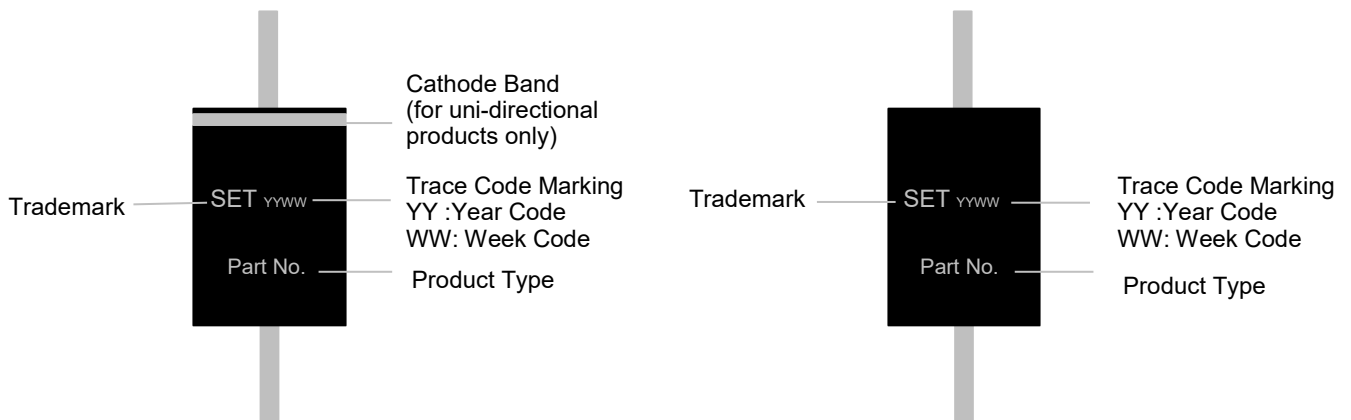 Cathode Band
(for uni-directional
products only)
Trademark
SET YYWW
Trace Code Marking
YY :Year Code
WW: Week Code
Part No.
Product Type
Trademark
SET YYWW
Trace Code Marking
YY :Year Code
WW: Week Code
Part No.
Product Type